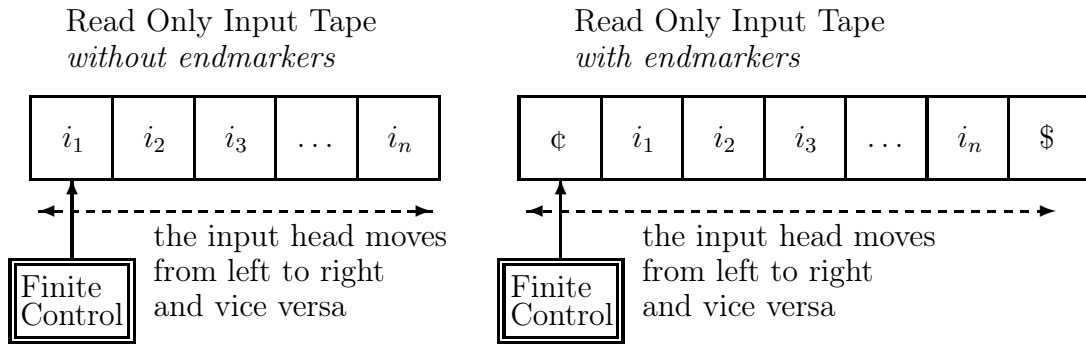 Read Only Input Tape
without endmarkers
i₁ i₂ i₃ ... iₙ
the input head moves
from left to right
and vice versa
Finite
Control
Read Only Input Tape
with endmarkers
¢ i₁ i₂ i₃ ... iₙ $
the input head moves
from left to right
and vice versa
Finite
Control